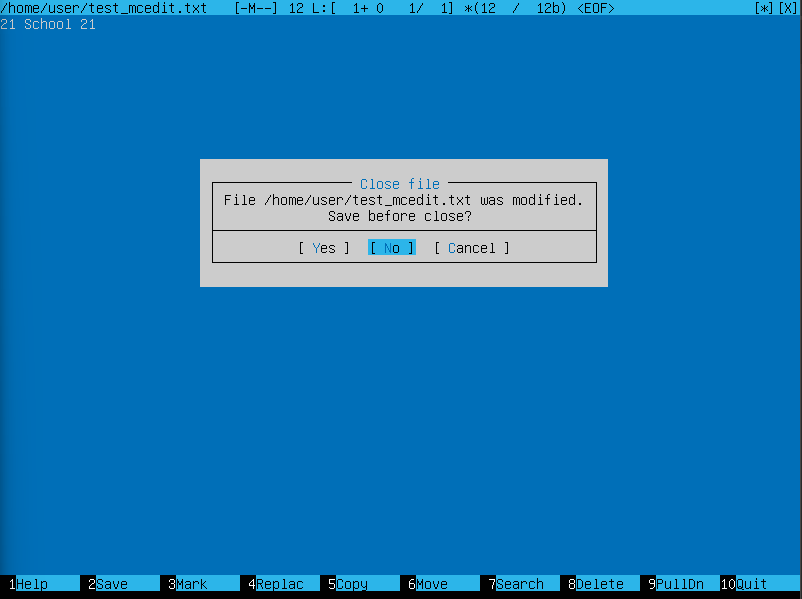 /home/user/test_mcedit.txt   [-M--] 12 L:[  1+ 0   1/  1] *(12  /  12b) <EOF>   [*][X]
21 School 21
Close file
File /home/user/test_mcedit.txt was modified.
Save before close?
[ Yes ]  [ No ]  [ Cancel ]
1Help  2Save  3Mark  4Replac  5Copy  6Move  7Search  8Delete  9PullDn  10Quit